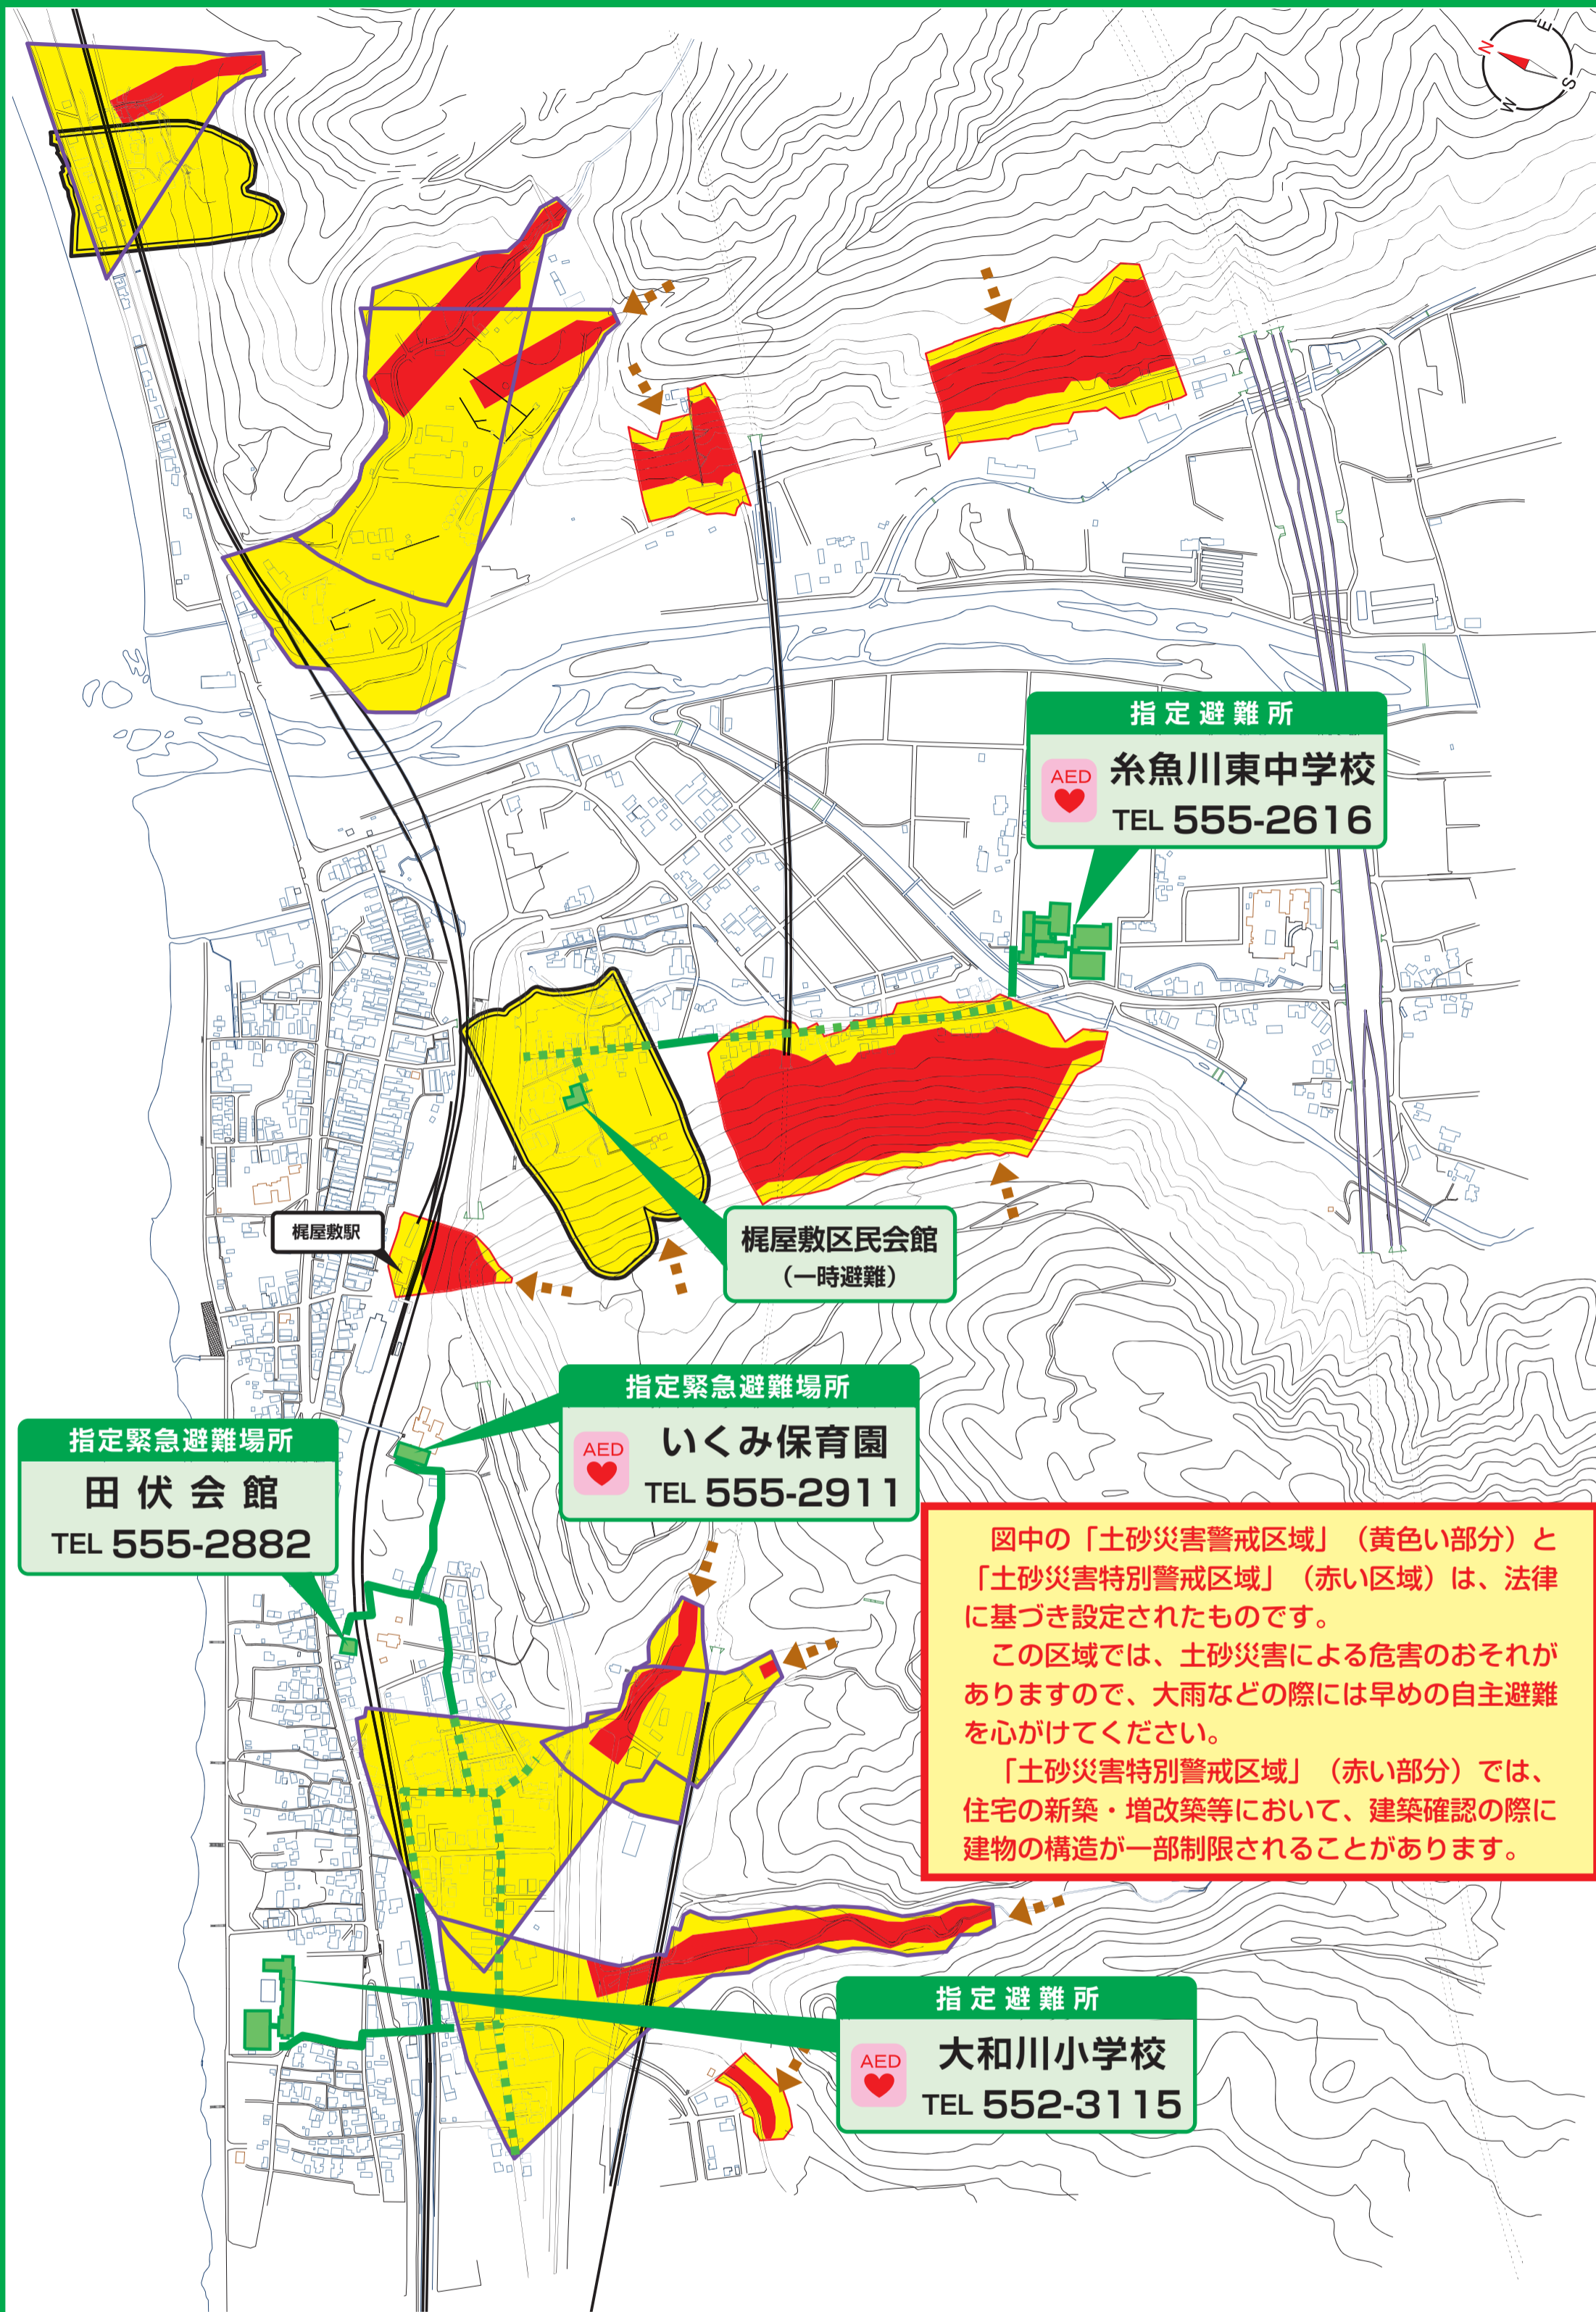 N
E
W
S
指定避難所
AED
糸魚川東中学校
TEL 555-2616
梶屋敷駅
梶屋敷区民会館
（一時避難）
指定緊急避難場所
AED
いくみ保育園
TEL 555-2911
指定緊急避難場所
田伏会館
TEL 555-2882
図中の「土砂災害警戒区域」（黄色い部分）と
「土砂災害特別警戒区域」（赤い区域）は、法律
に基づき設定されたものです。
この区域では、土砂災害による危害のおそれが
ありますので、大雨などの際には早めの自主避難
を心がけてください。
「土砂災害特別警戒区域」（赤い部分）では、
住宅の新築・増改築等において、建築確認の際に
建物の構造が一部制限されることがあります。
指定避難所
AED
大和川小学校
TEL 552-3115